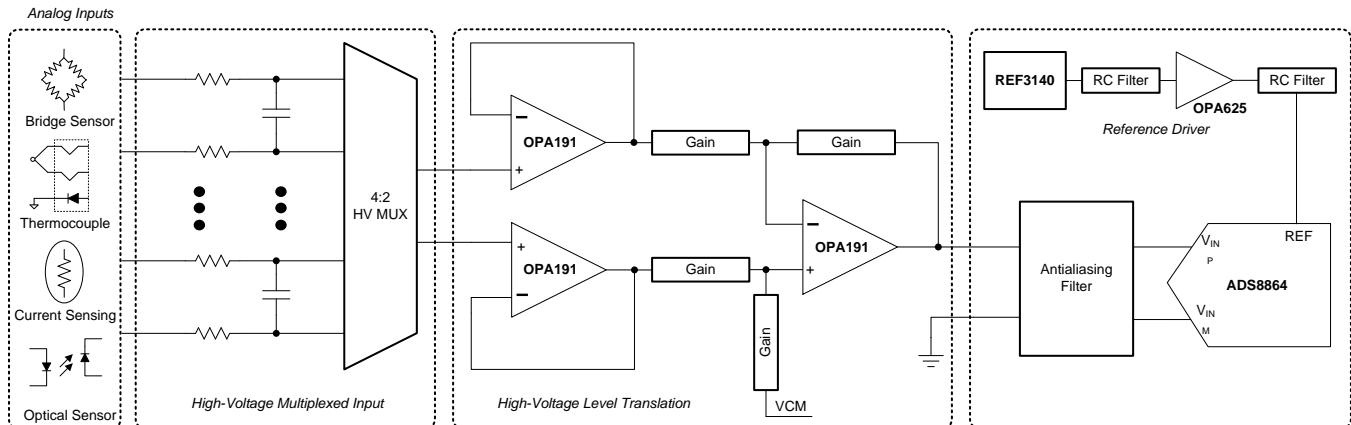 Analog Inputs
Bridge Sensor
Thermocouple
Current Sensing
Optical Sensor
4:2
HV MUX
High-Voltage Multiplexed Input
OPA191
Gain
Gain
OPA191
OPA191
Gain
Gain
VCM
High-Voltage Level Translation
REF3140
RC Filter
OPA625
RC Filter
Reference Driver
Antialiasing
Filter
VIN
P
REF
ADS8864
VIN
M